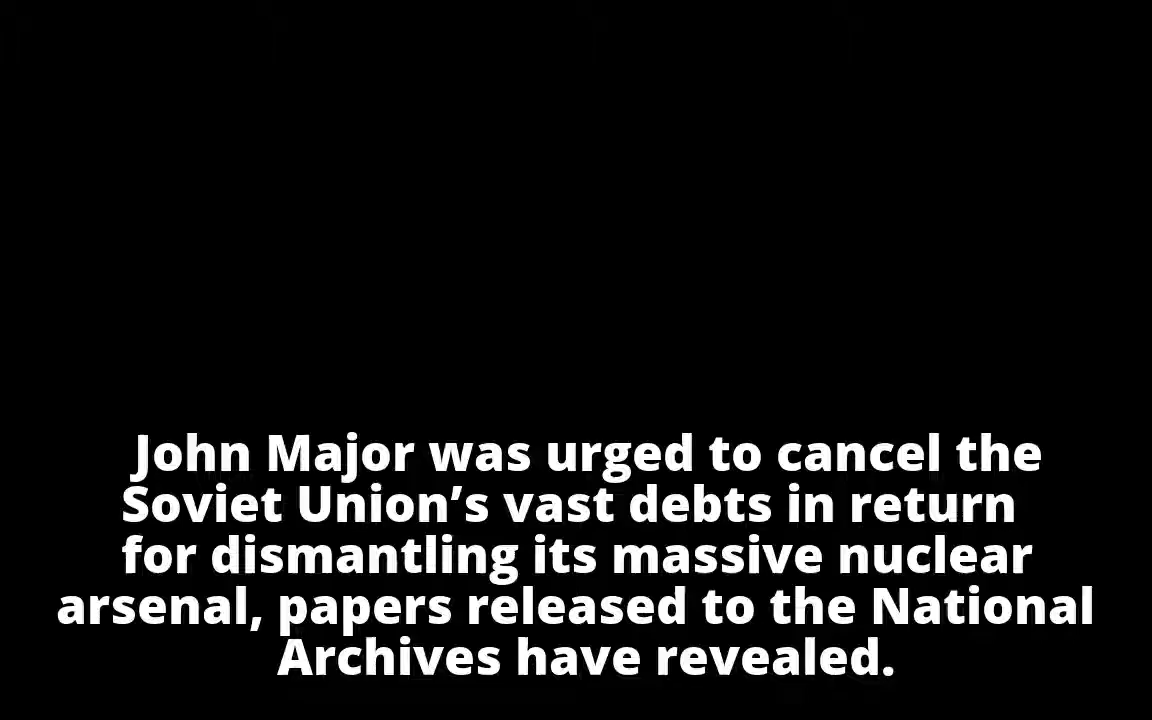 John Major was urged to cancel the
Soviet Union’s vast debts in return
for dismantling its massive nuclear
arsenal, papers released to the National
Archives have revealed.